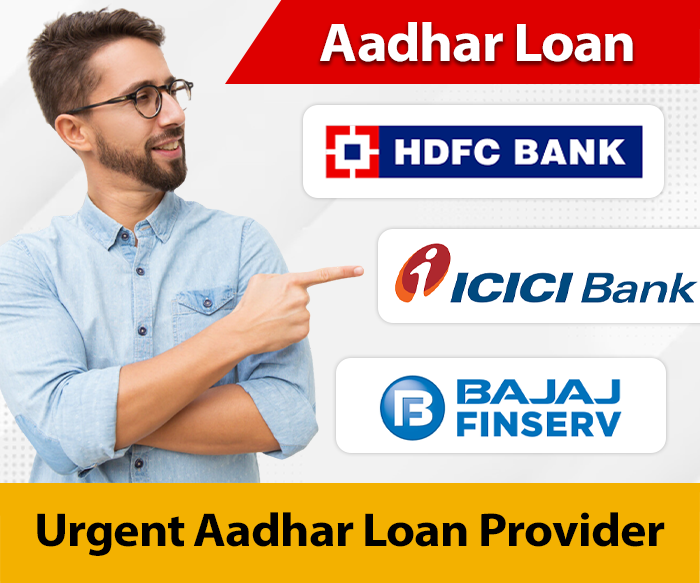 Aadhar Loan
HDFC BANK
ICICI Bank
BAJAJ
FINSERV
Urgent Aadhar Loan Provider